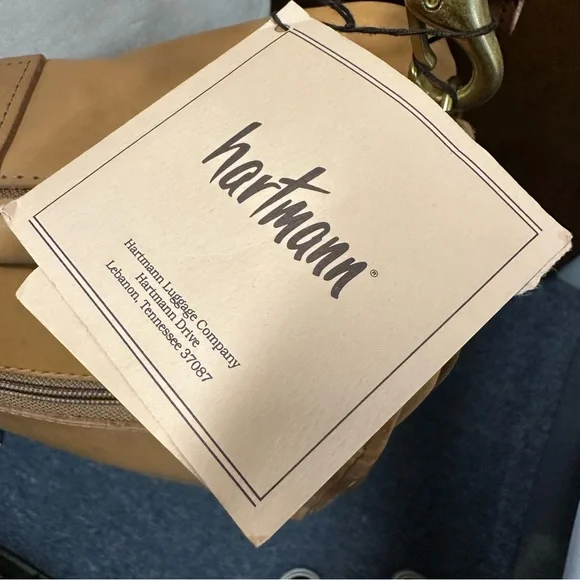 hartmann®
Hartmann Luggage Company
Hartmann Drive
Lebanon, Tennessee 37087